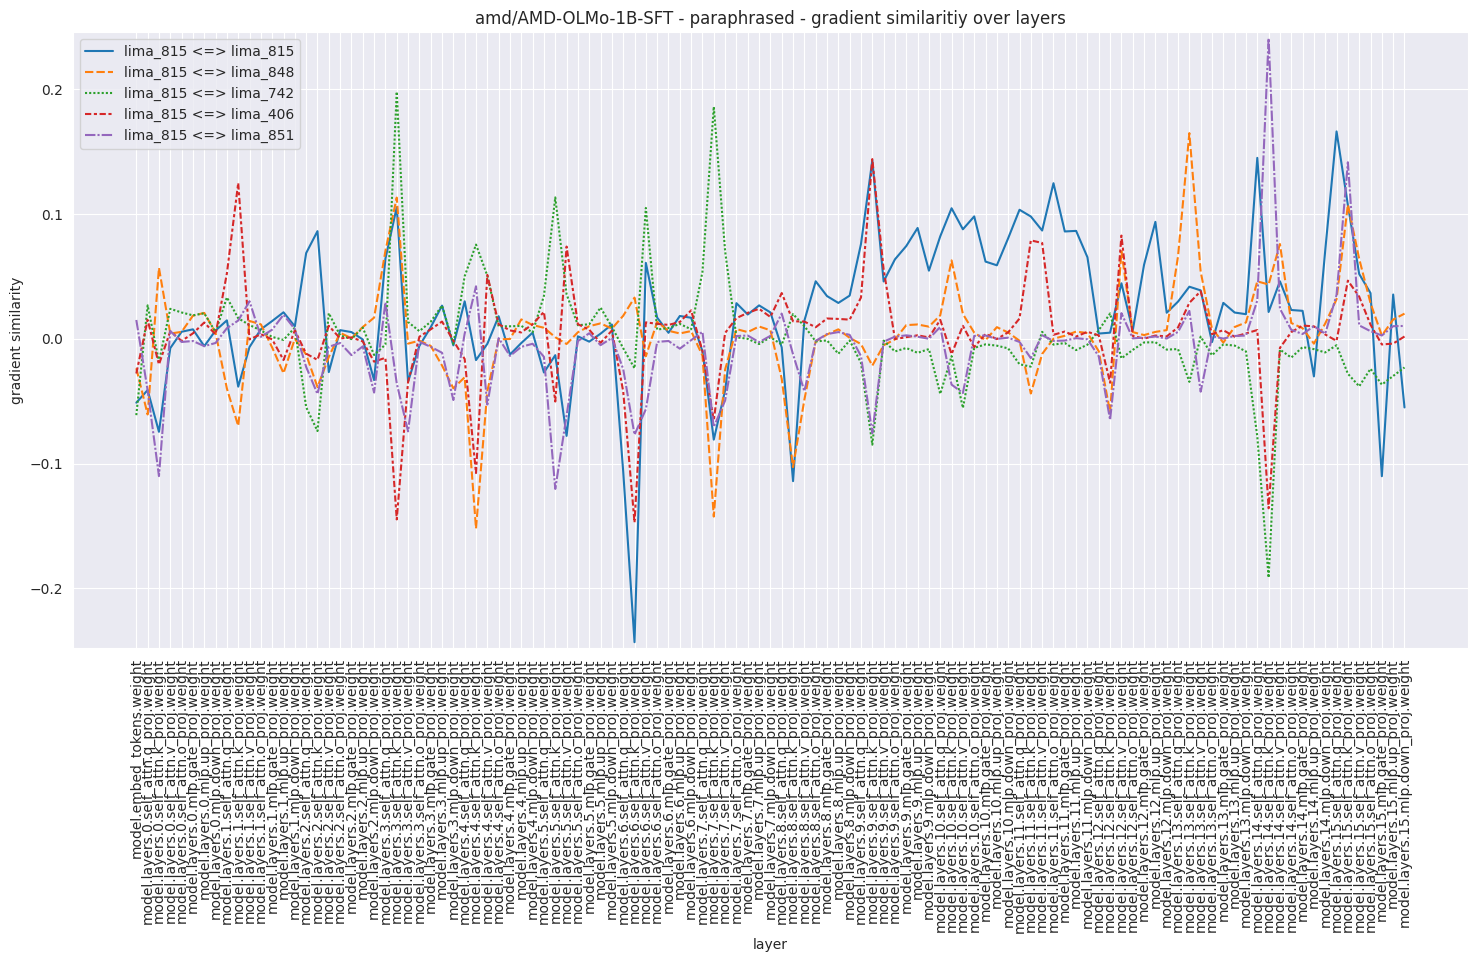 amd/AMD-OLMo-1B-SFT - paraphrased - gradient similaritiy over layers
lima_815 <=> lima_815
lima_815 <=> lima_848
lima_815 <=> lima_742
lima_815 <=> lima_406
lima_815 <=> lima_851
0.2
0.1
0.0
−0.1
−0.2
gradient similarity
model.embed_tokens.weight
model.layers.0.self_attn.q_proj.weight
model.layers.0.self_attn.k_proj.weight
model.layers.0.self_attn.v_proj.weight
model.layers.0.self_attn.o_proj.weight
model.layers.0.mlp.gate_proj.weight
model.layers.0.mlp.up_proj.weight
model.layers.0.mlp.down_proj.weight
model.layers.1.self_attn.q_proj.weight
model.layers.1.self_attn.k_proj.weight
model.layers.1.self_attn.v_proj.weight
model.layers.1.self_attn.o_proj.weight
model.layers.1.mlp.gate_proj.weight
model.layers.1.mlp.up_proj.weight
model.layers.1.mlp.down_proj.weight
model.layers.2.self_attn.q_proj.weight
model.layers.2.self_attn.k_proj.weight
model.layers.2.self_attn.v_proj.weight
model.layers.2.self_attn.o_proj.weight
model.layers.2.mlp.gate_proj.weight
model.layers.2.mlp.up_proj.weight
model.layers.2.mlp.down_proj.weight
model.layers.3.self_attn.q_proj.weight
model.layers.3.self_attn.k_proj.weight
model.layers.3.self_attn.v_proj.weight
model.layers.3.self_attn.o_proj.weight
model.layers.3.mlp.gate_proj.weight
model.layers.3.mlp.up_proj.weight
model.layers.3.mlp.down_proj.weight
model.layers.4.self_attn.q_proj.weight
model.layers.4.self_attn.k_proj.weight
model.layers.4.self_attn.v_proj.weight
model.layers.4.self_attn.o_proj.weight
model.layers.4.mlp.gate_proj.weight
model.layers.4.mlp.up_proj.weight
model.layers.4.mlp.down_proj.weight
model.layers.5.self_attn.q_proj.weight
model.layers.5.self_attn.k_proj.weight
model.layers.5.self_attn.v_proj.weight
model.layers.5.self_attn.o_proj.weight
model.layers.5.mlp.gate_proj.weight
model.layers.5.mlp.up_proj.weight
model.layers.5.mlp.down_proj.weight
model.layers.6.self_attn.q_proj.weight
model.layers.6.self_attn.k_proj.weight
model.layers.6.self_attn.v_proj.weight
model.layers.6.self_attn.o_proj.weight
model.layers.6.mlp.gate_proj.weight
model.layers.6.mlp.up_proj.weight
model.layers.6.mlp.down_proj.weight
model.layers.7.self_attn.q_proj.weight
model.layers.7.self_attn.k_proj.weight
model.layers.7.self_attn.v_proj.weight
model.layers.7.self_attn.o_proj.weight
model.layers.7.mlp.gate_proj.weight
model.layers.7.mlp.up_proj.weight
model.layers.7.mlp.down_proj.weight
model.layers.8.self_attn.q_proj.weight
model.layers.8.self_attn.k_proj.weight
model.layers.8.self_attn.v_proj.weight
model.layers.8.self_attn.o_proj.weight
model.layers.8.mlp.gate_proj.weight
model.layers.8.mlp.up_proj.weight
model.layers.8.mlp.down_proj.weight
model.layers.9.self_attn.q_proj.weight
model.layers.9.self_attn.k_proj.weight
model.layers.9.self_attn.v_proj.weight
model.layers.9.self_attn.o_proj.weight
model.layers.9.mlp.gate_proj.weight
model.layers.9.mlp.up_proj.weight
model.layers.9.mlp.down_proj.weight
model.layers.10.self_attn.q_proj.weight
model.layers.10.self_attn.k_proj.weight
model.layers.10.self_attn.v_proj.weight
model.layers.10.self_attn.o_proj.weight
model.layers.10.mlp.gate_proj.weight
model.layers.10.mlp.up_proj.weight
model.layers.10.mlp.down_proj.weight
model.layers.11.self_attn.q_proj.weight
model.layers.11.self_attn.k_proj.weight
model.layers.11.self_attn.v_proj.weight
model.layers.11.self_attn.o_proj.weight
model.layers.11.mlp.gate_proj.weight
model.layers.11.mlp.up_proj.weight
model.layers.11.mlp.down_proj.weight
model.layers.12.self_attn.q_proj.weight
model.layers.12.self_attn.k_proj.weight
model.layers.12.self_attn.v_proj.weight
model.layers.12.self_attn.o_proj.weight
model.layers.12.mlp.gate_proj.weight
model.layers.12.mlp.up_proj.weight
model.layers.12.mlp.down_proj.weight
model.layers.13.self_attn.q_proj.weight
model.layers.13.self_attn.k_proj.weight
model.layers.13.self_attn.v_proj.weight
model.layers.13.self_attn.o_proj.weight
model.layers.13.mlp.gate_proj.weight
model.layers.13.mlp.up_proj.weight
model.layers.13.mlp.down_proj.weight
model.layers.14.self_attn.q_proj.weight
model.layers.14.self_attn.k_proj.weight
model.layers.14.self_attn.v_proj.weight
model.layers.14.self_attn.o_proj.weight
model.layers.14.mlp.gate_proj.weight
model.layers.14.mlp.up_proj.weight
model.layers.14.mlp.down_proj.weight
model.layers.15.self_attn.q_proj.weight
model.layers.15.self_attn.k_proj.weight
model.layers.15.self_attn.v_proj.weight
model.layers.15.self_attn.o_proj.weight
model.layers.15.mlp.gate_proj.weight
model.layers.15.mlp.up_proj.weight
model.layers.15.mlp.down_proj.weight
layer